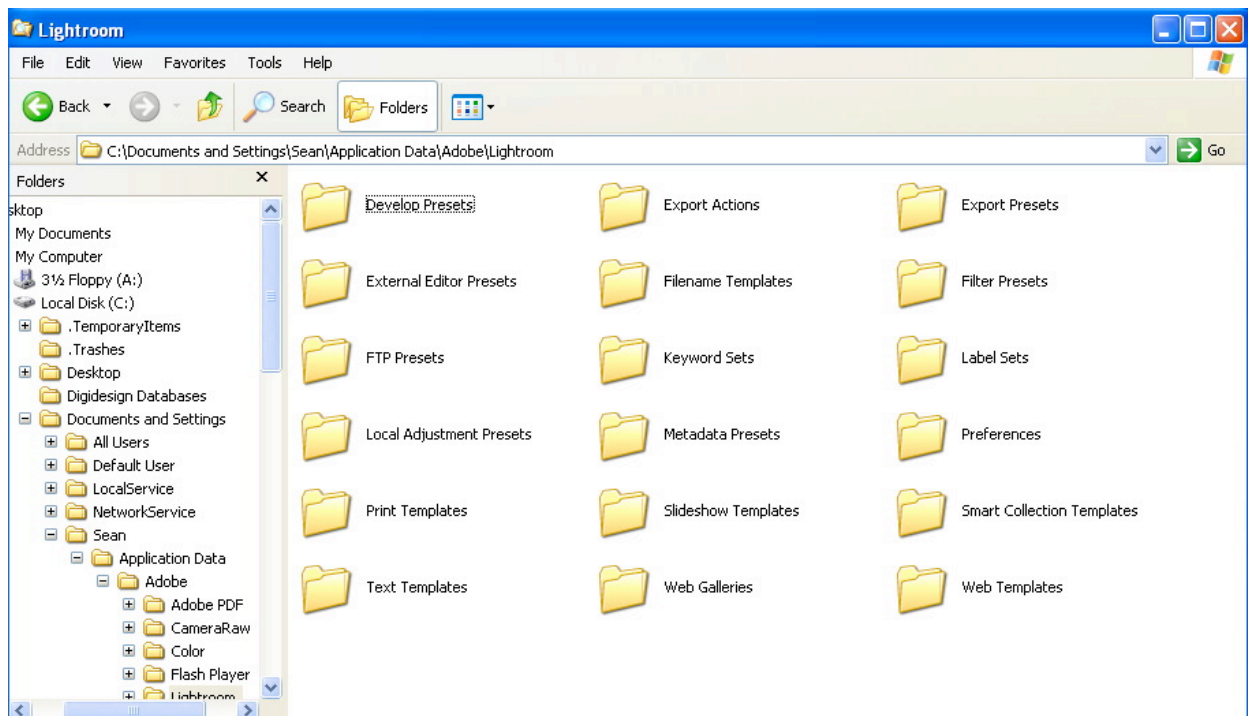 Lightroom
File Edit View Favorites Tools Help
Back Search Folders
Address C:\Documents and Settings\Sean\Application Data\Adobe\Lightroom Go
Folders
sktop
My Documents
My Computer
3½ Floppy (A:)
Local Disk (C:)
.TemporaryItems
.Trashes
Desktop
Digidesign Databases
Documents and Settings
All Users
Default User
LocalService
NetworkService
Sean
Application Data
Adobe
Adobe PDF
CameraRaw
Color
Flash Player
Lightroom
Develop Presets Export Actions Export Presets
External Editor Presets Filename Templates Filter Presets
FTP Presets Keyword Sets Label Sets
Local Adjustment Presets Metadata Presets Preferences
Print Templates Slideshow Templates Smart Collection Templates
Text Templates Web Galleries Web Templates